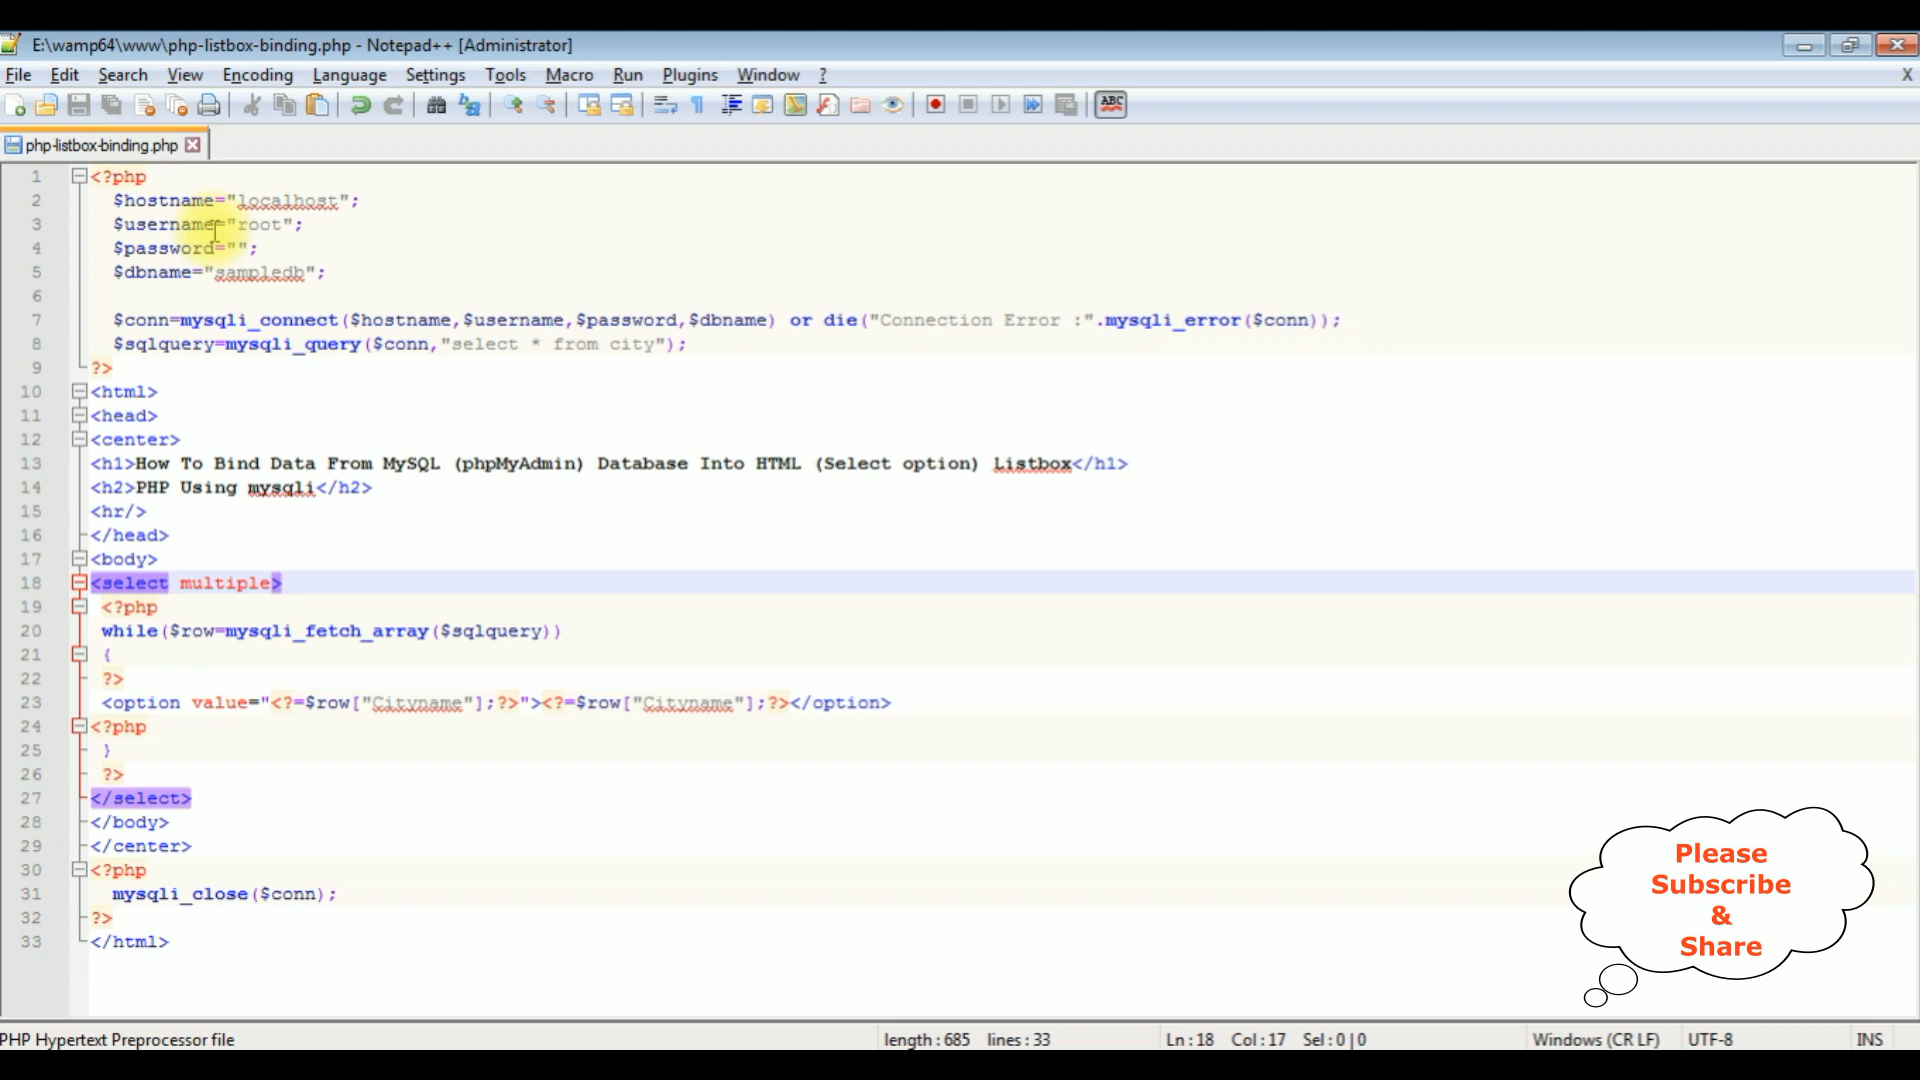 E:\wamp64\www\php-listbox-binding.php - Notepad++ [Administrator]
File Edit Search View Encoding Language Settings Tools Macro Run Plugins Window ? X
ABC
php-listbox-binding.php
1 <?php
2 $hostname="localhost";
3 $username="root";
4 $password="";
5 $dbname="sampledb";
6
7 $conn=mysqli_connect($hostname,$username,$password,$dbname) or die("Connection Error :".mysqli_error($conn));
8 $sqlquery=mysqli_query($conn,"select * from city");
9 ?>
10 <html>
11 <head>
12 <center>
13 <h1>How To Bind Data From MySQL (phpMyAdmin) Database Into HTML (Select option) Listbox</h1>
14 <h2>PHP Using mysqli</h2>
15 <hr/>
16 </head>
17 <body>
18 <select multiple>
19 <?php
20 while($row=mysqli_fetch_array($sqlquery))
21 {
22 ?>
23 <option value="<?=$row["Cityname"];?>"><?=$row["Cityname"];?></option>
24 <?php
25 }
26 ?>
27 </select>
28 </body>
29 </center>
30 <?php
31 mysqli_close($conn);
32 ?>
33 </html>
Please
Subscribe
&
Share
PHP Hypertext Preprocessor file length : 685 lines : 33 Ln : 18 Col : 17 Sel : 0 | 0 Windows (CR LF) UTF-8 INS